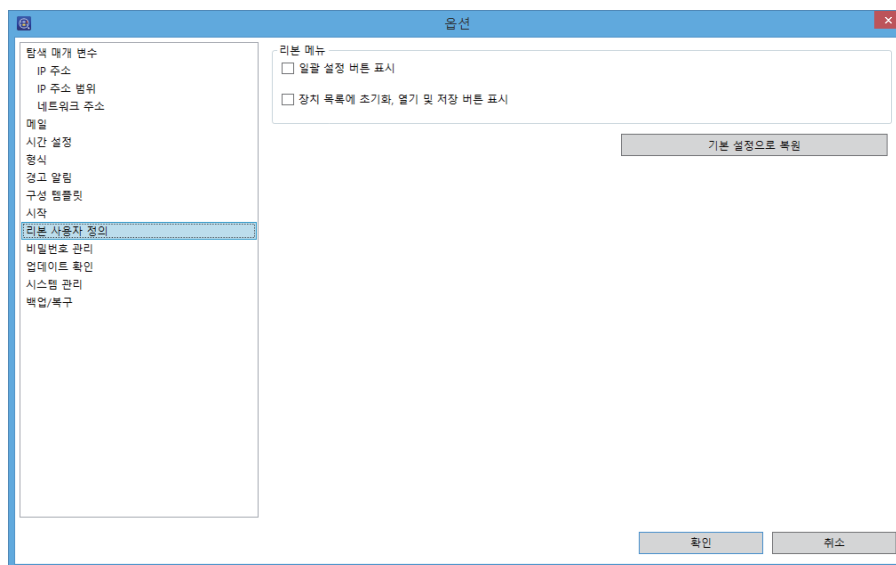 옵션
탐색 매개 변수
IP 주소
IP 주소 범위
네트워크 주소
메일
시간 설정
형식
경고 알림
구성 템플릿
시작
리본 사용자 정의
비밀번호 관리
업데이트 확인
시스템 관리
백업/복구
리본 메뉴
일괄 설정 버튼 표시
장치 목록에 초기화, 열기 및 저장 버튼 표시
기본 설정으로 복원
확인
취소